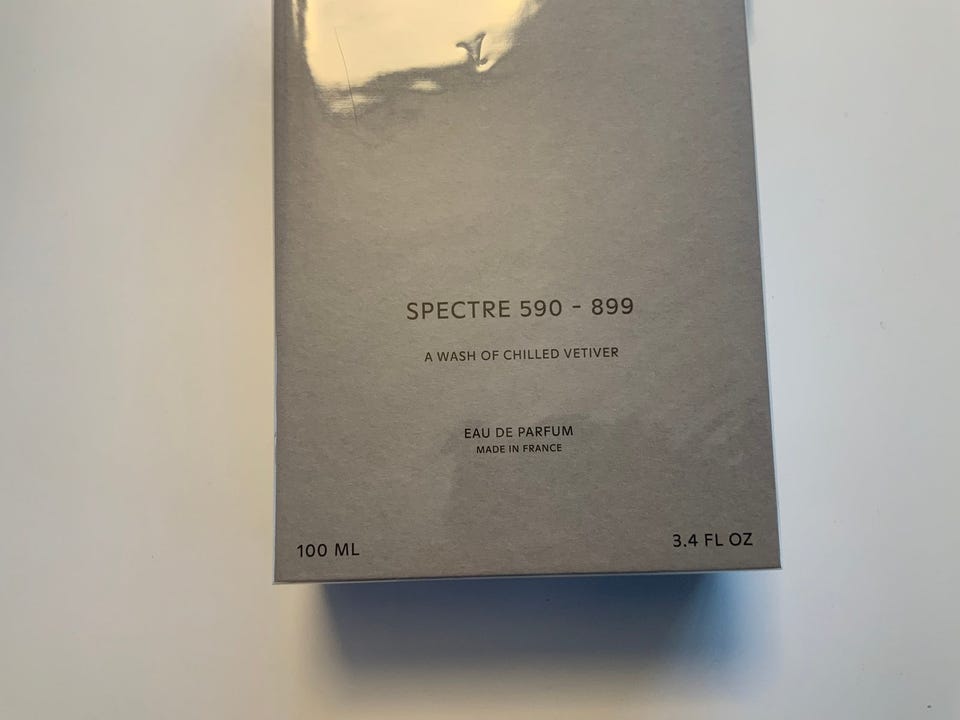 SPECTRE 590 - 899
A WASH OF CHILLED VETIVER
EAU DE PARFUM
MADE IN FRANCE
100 ML
3.4 FL OZ